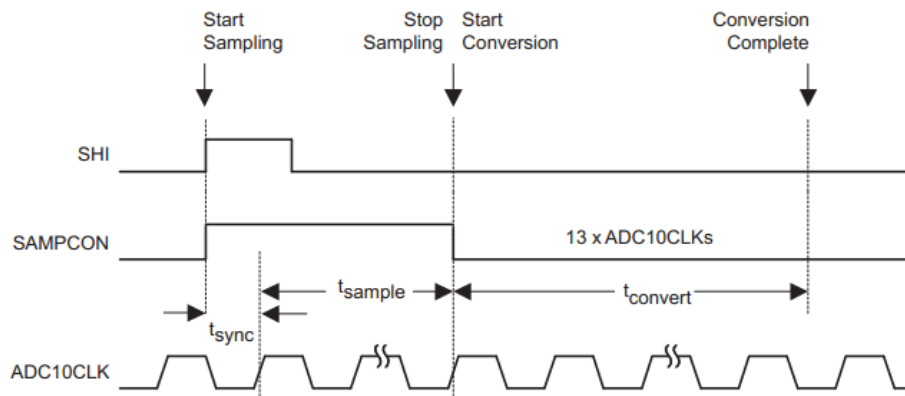 Start
Sampling
Stop
Sampling
Start
Conversion
Conversion
Complete
SHI
SAMPCON
13 x ADC10CLKs
tsample
tconvert
tsync
ADC10CLK